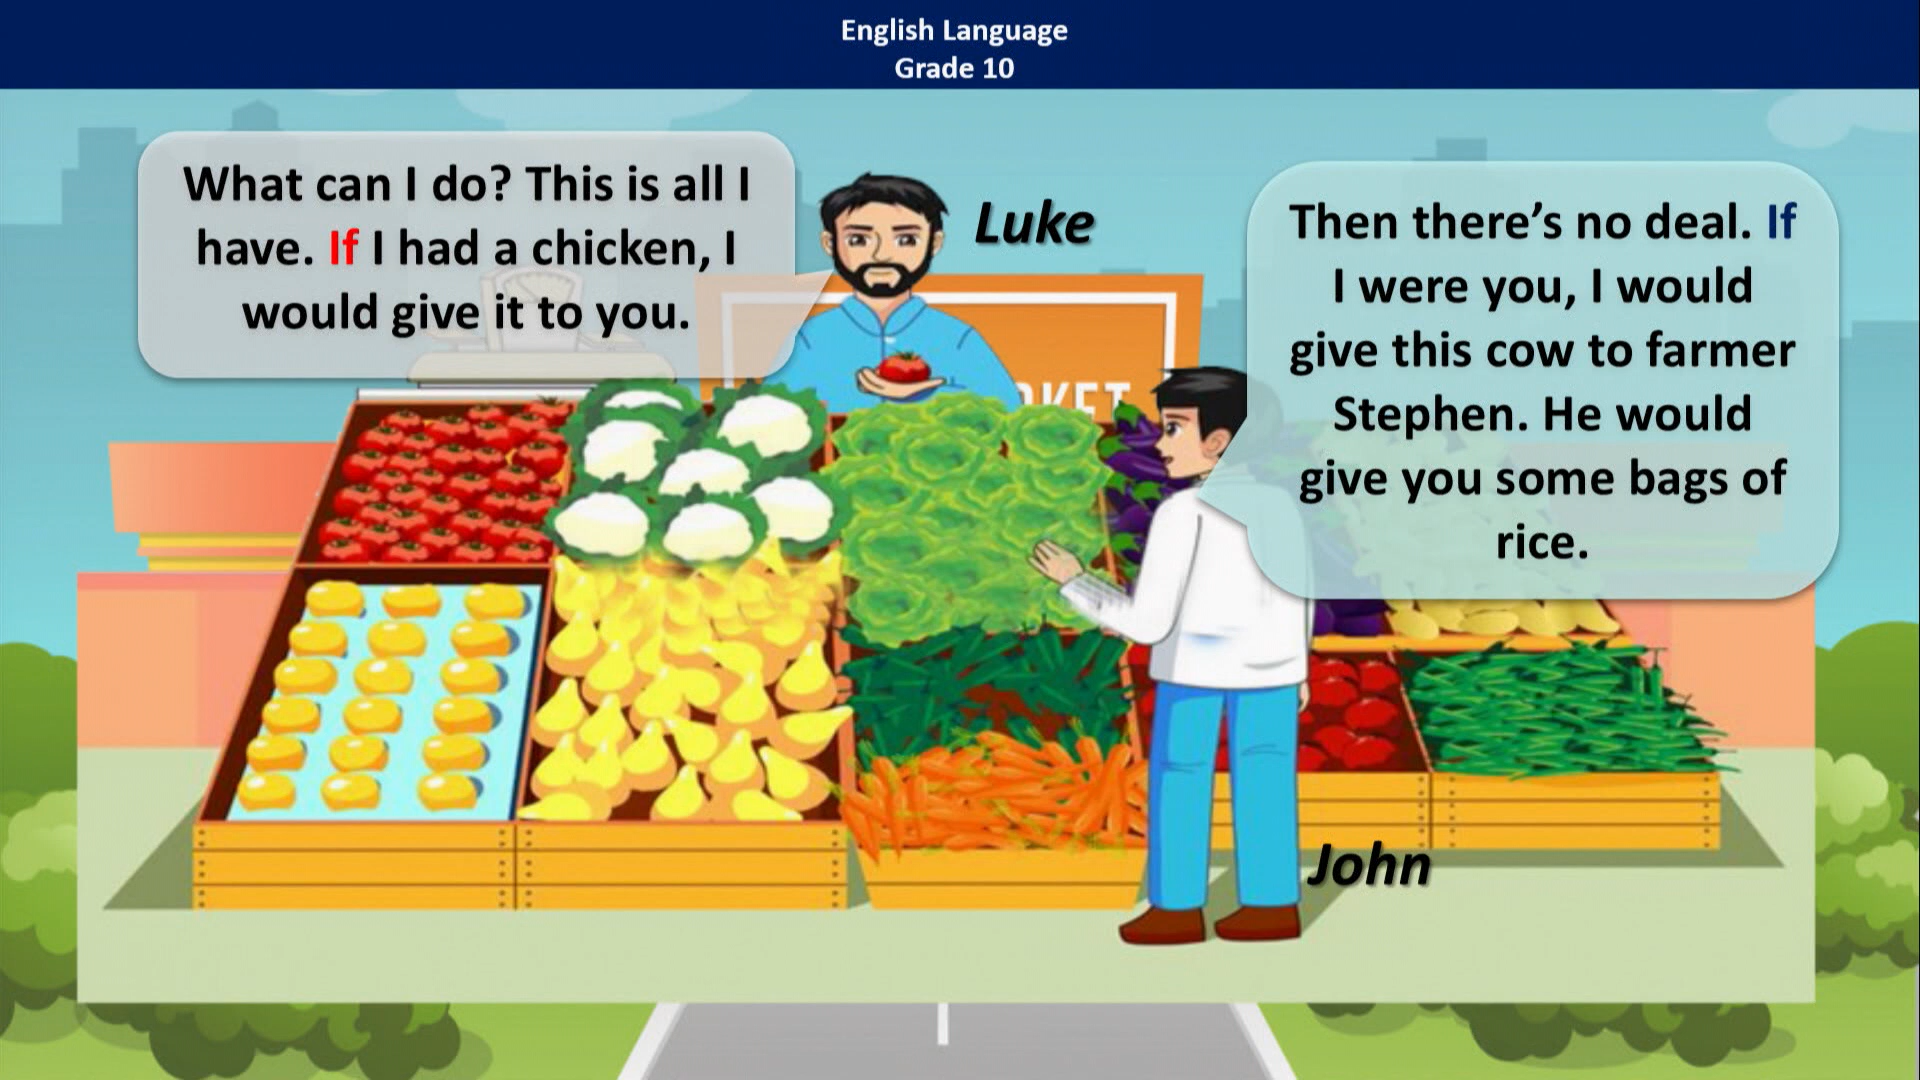 English Language
Grade 10
What can I do? This is all I
have. If I had a chicken, I
would give it to you.
Luke
Then there’s no deal. If
I were you, I would
give this cow to farmer
Stephen. He would
give you some bags of
rice.
John